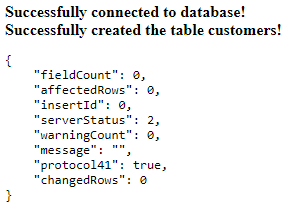 Successfully connected to database!
Successfully created the table customers!
{
    "fieldCount": 0,
    "affectedRows": 0,
    "insertId": 0,
    "serverStatus": 2,
    "warningCount": 0,
    "message": "",
    "protocol41": true,
    "changedRows": 0
}